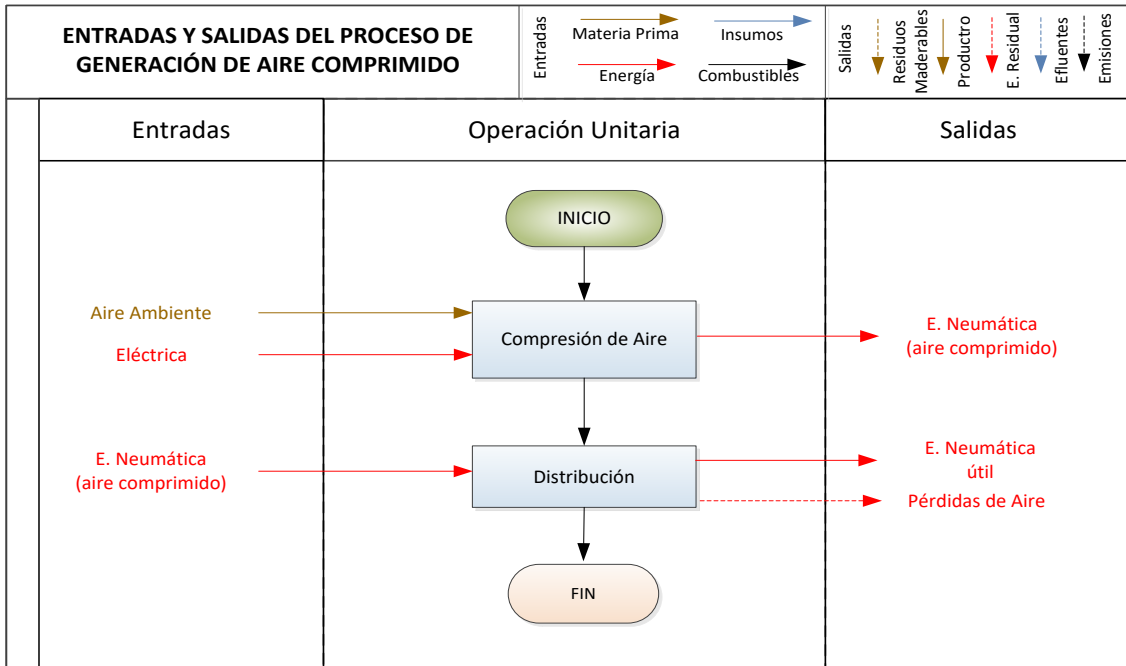 ENTRADAS Y SALIDAS DEL PROCESO DE
GENERACIÓN DE AIRE COMPRIMIDO
Entradas
Materia Prima
Insumos
Energía
Combustibles
Salidas
Residuos
Maderables
Productro
E. Residual
Efluentes
Emisiones
Entradas
Operación Unitaria
Salidas
INICIO
Aire Ambiente
Eléctrica
Compresión de Aire
E. Neumática
(aire comprimido)
E. Neumática
(aire comprimido)
Distribución
E. Neumática
útil
Pérdidas de Aire
FIN